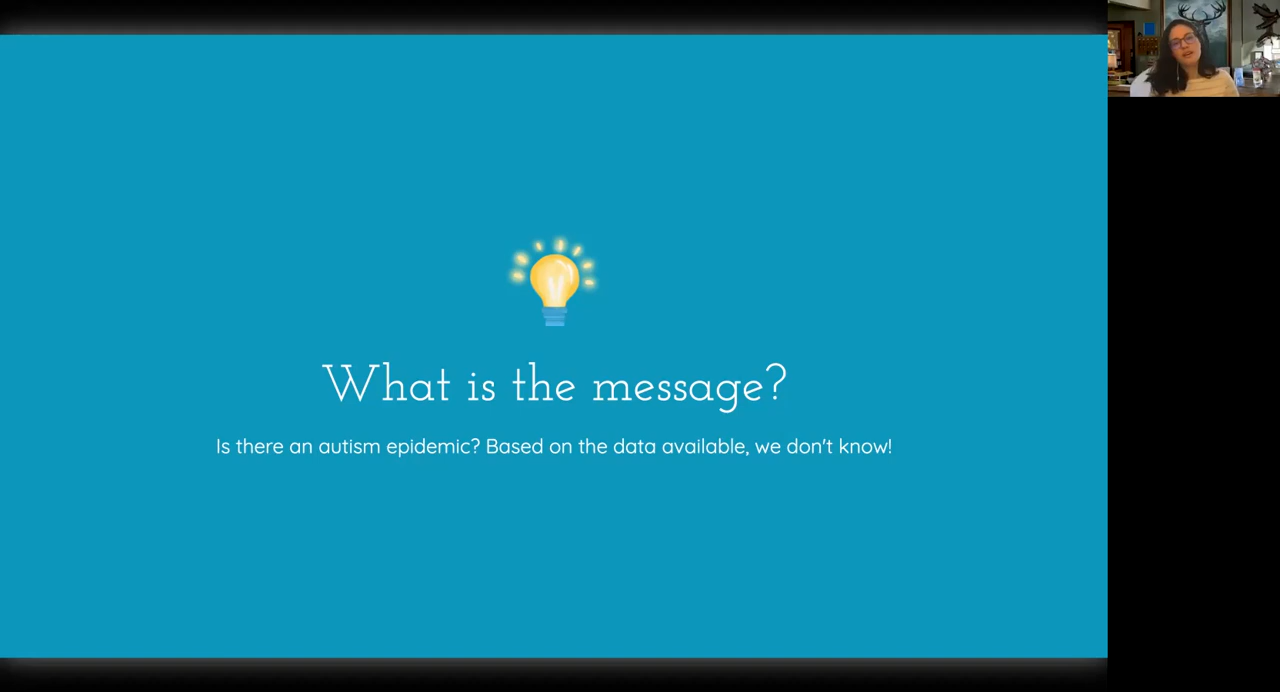 What is the message?
Is there an autism epidemic? Based on the data available, we don't know!